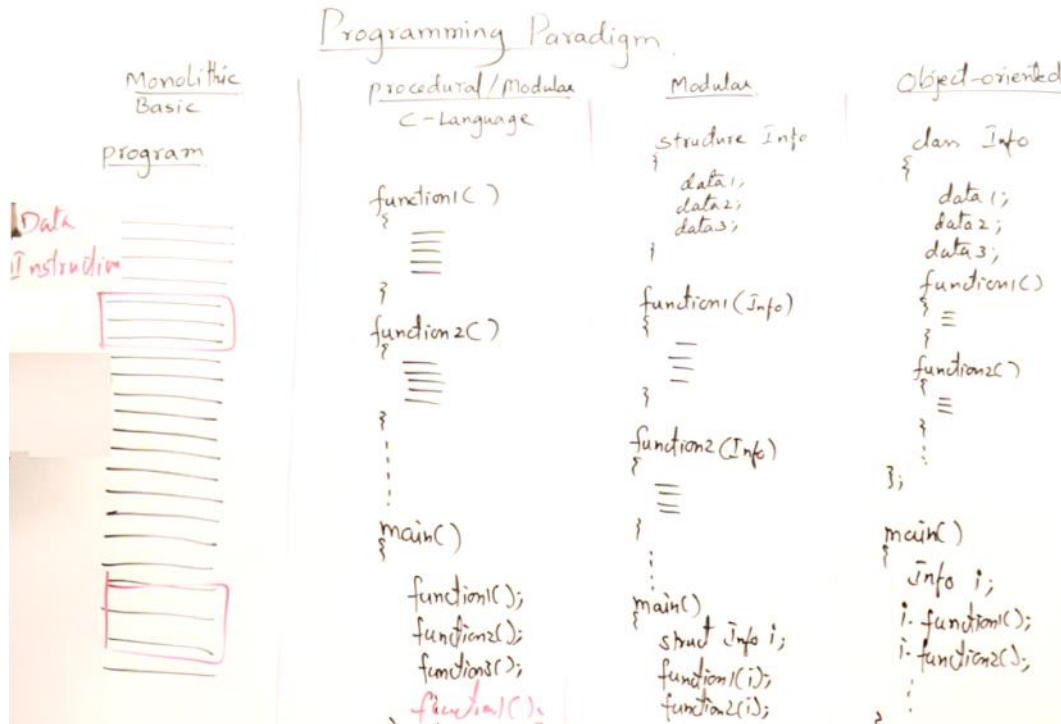 Programming Paradigm
Monolithic
Basic
program
Data
Instruction
procedural/Modular
C-Language
function1( )
{
}
function2( )
{
}
main()
{
function1();
function2();
function3();
function1();
}
Modular
structure Info
{
data1;
data2;
data3;
}
function1(Info)
{
}
function2(Info)
{
}
main()
{
struct Info i;
function1(i);
function2(i);
Object-oriented
class Info
{
data1;
data2;
data3;
function1()
{
}
function2()
{
}
};
main()
{
Info i;
i.function1();
i.function2();
}